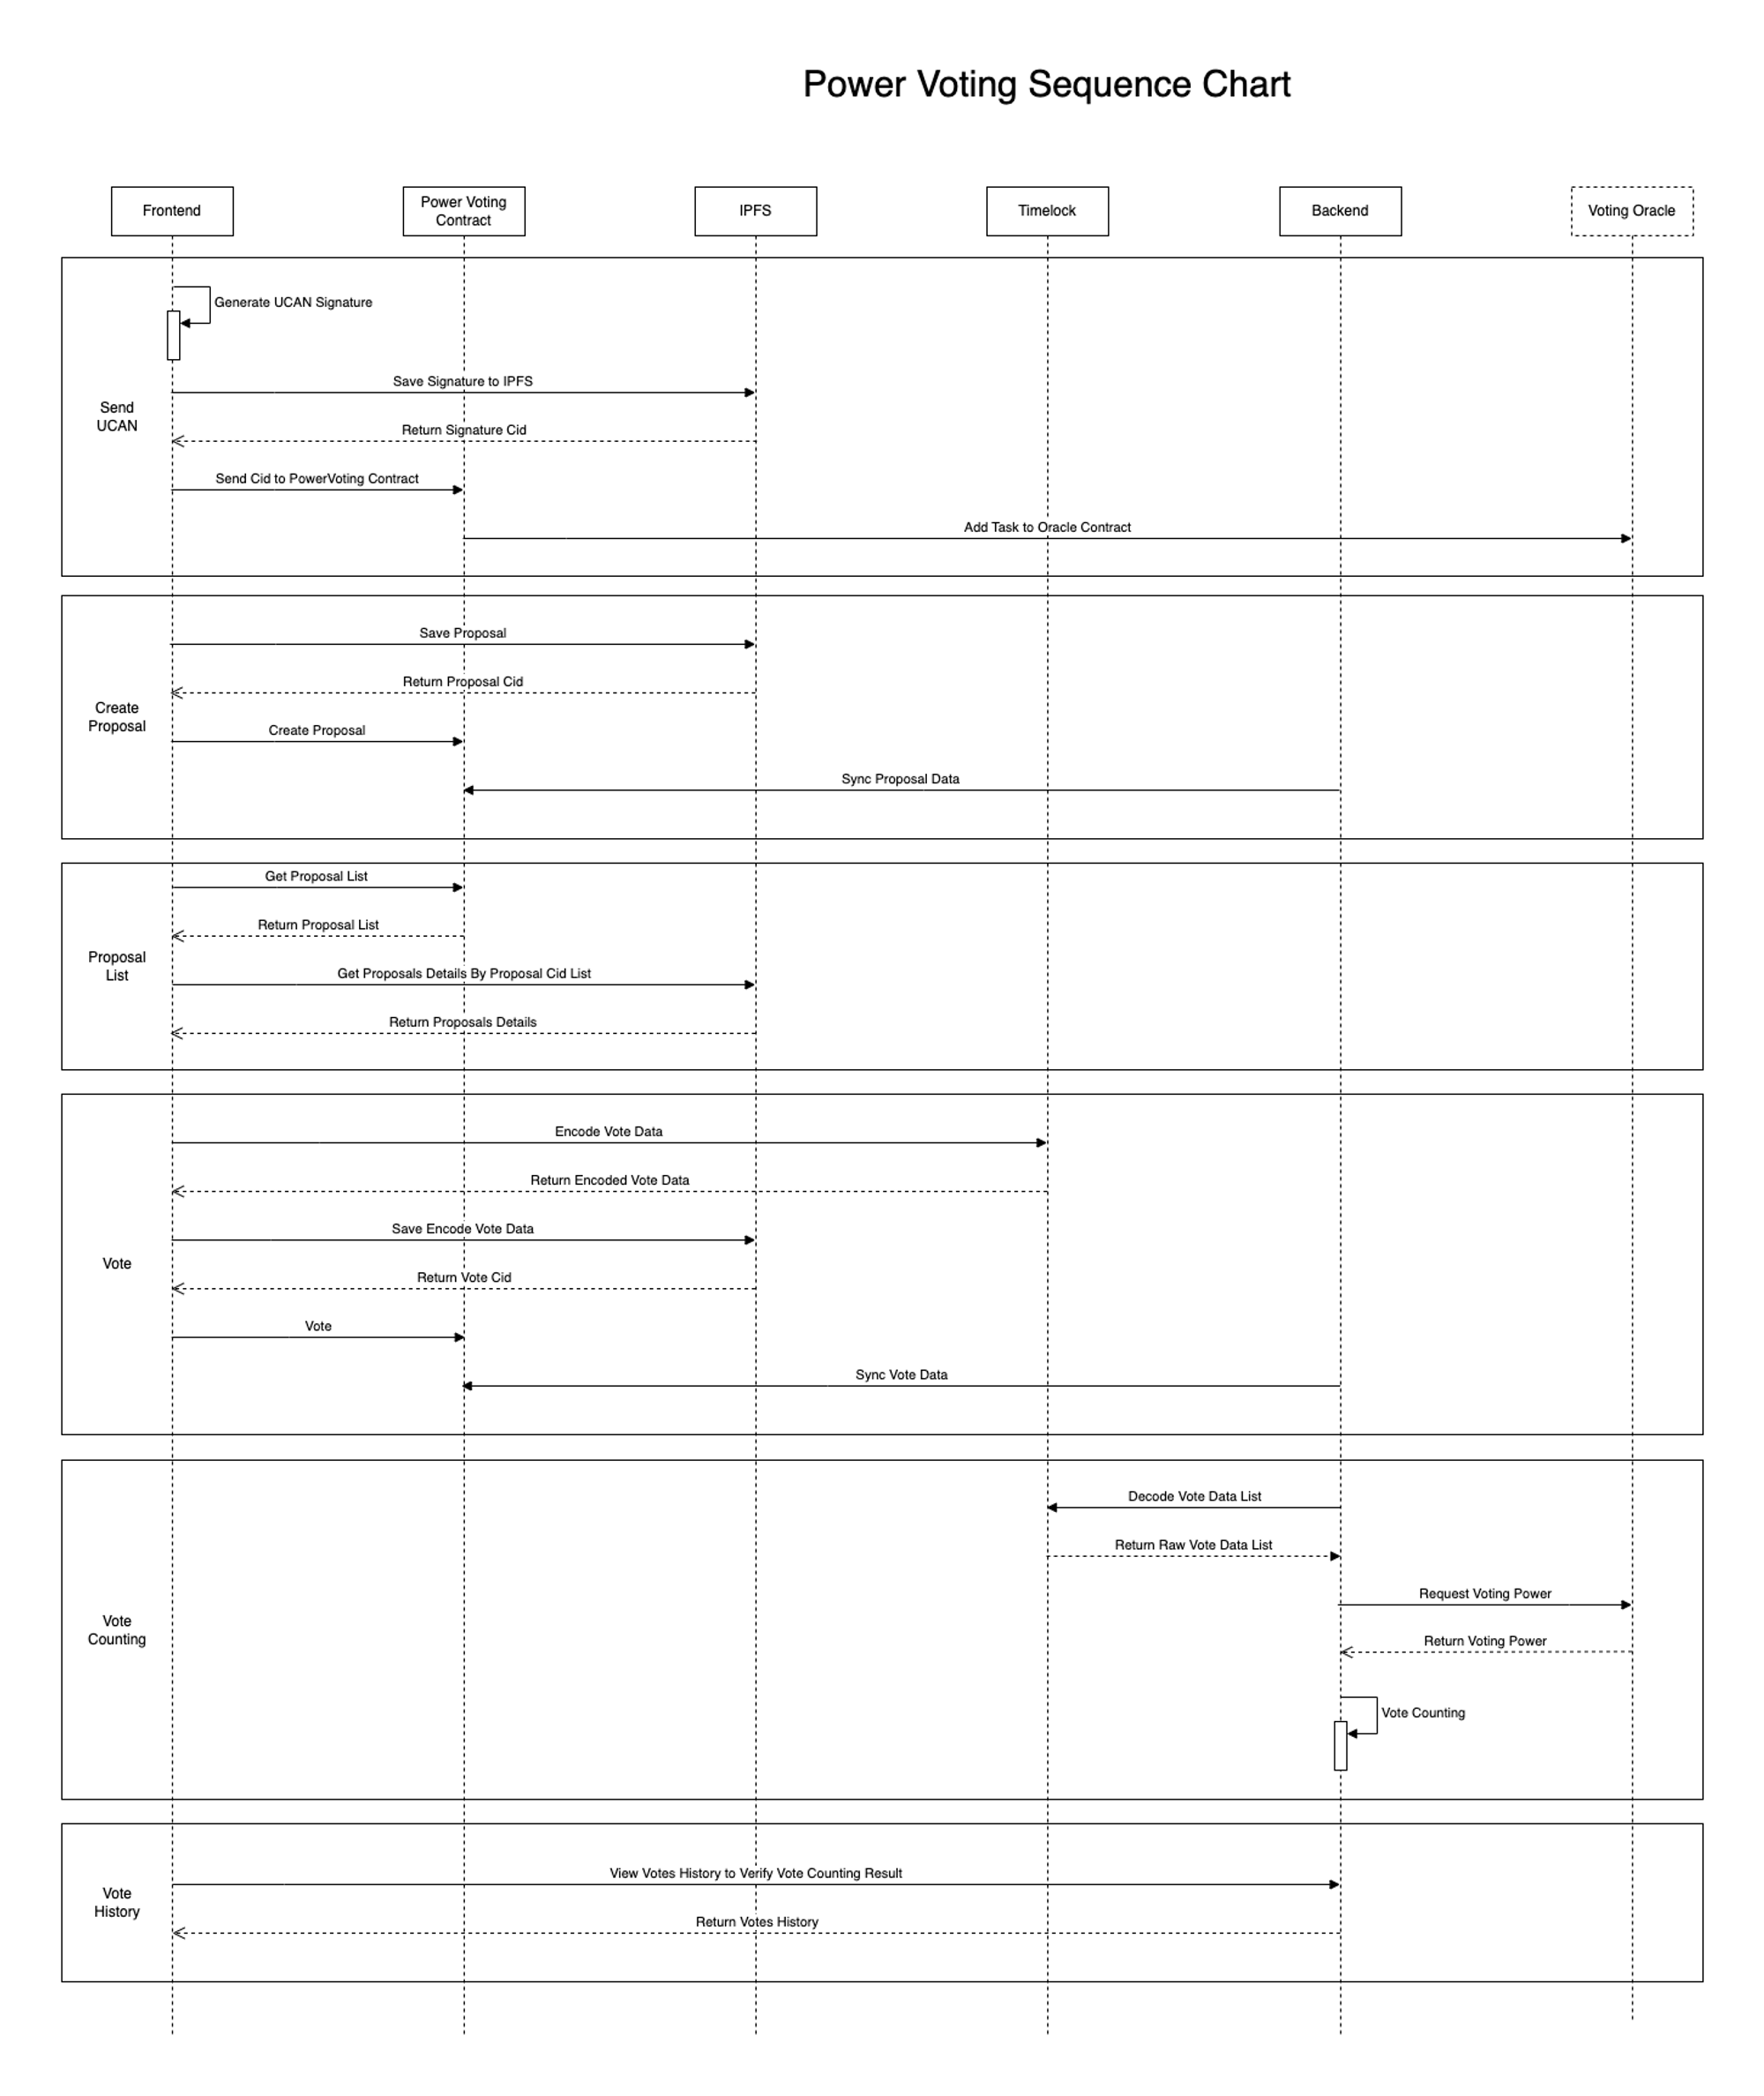 Power Voting Sequence Chart
Frontend
Power Voting
Contract
IPFS
Timelock
Backend
Voting Oracle
Send
UCAN
Generate UCAN Signature
Save Signature to IPFS
Return Signature Cid
Send Cid to PowerVoting Contract
Add Task to Oracle Contract
Create
Proposal
Save Proposal
Return Proposal Cid
Create Proposal
Sync Proposal Data
Proposal
List
Get Proposal List
Return Proposal List
Get Proposals Details By Proposal Cid List
Return Proposals Details
Vote
Encode Vote Data
Return Encoded Vote Data
Save Encode Vote Data
Return Vote Cid
Vote
Sync Vote Data
Vote
Counting
Decode Vote Data List
Return Raw Vote Data List
Request Voting Power
Return Voting Power
Vote Counting
Vote
History
View Votes History to Verify Vote Counting Result
Return Votes History